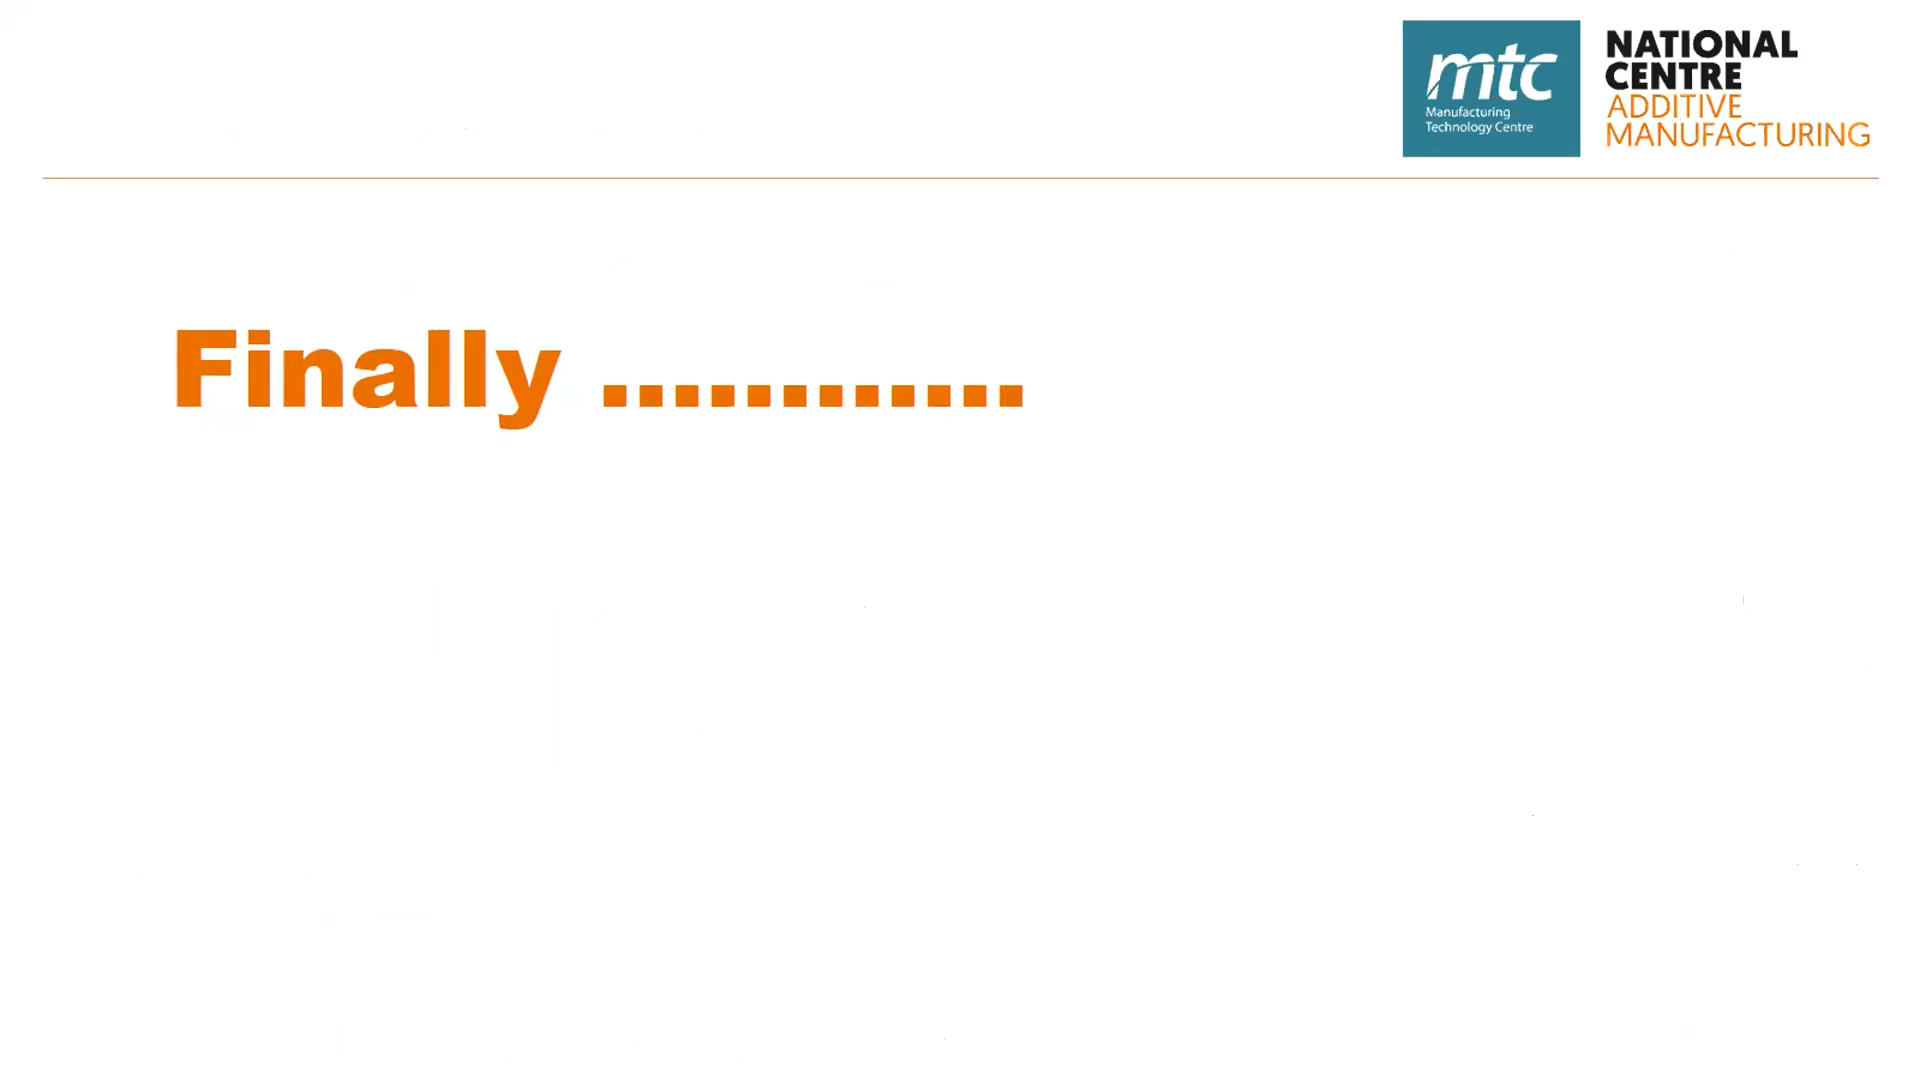 mtc
Manufacturing
Technology Centre
NATIONAL
CENTRE
ADDITIVE
MANUFACTURING
Finally ............